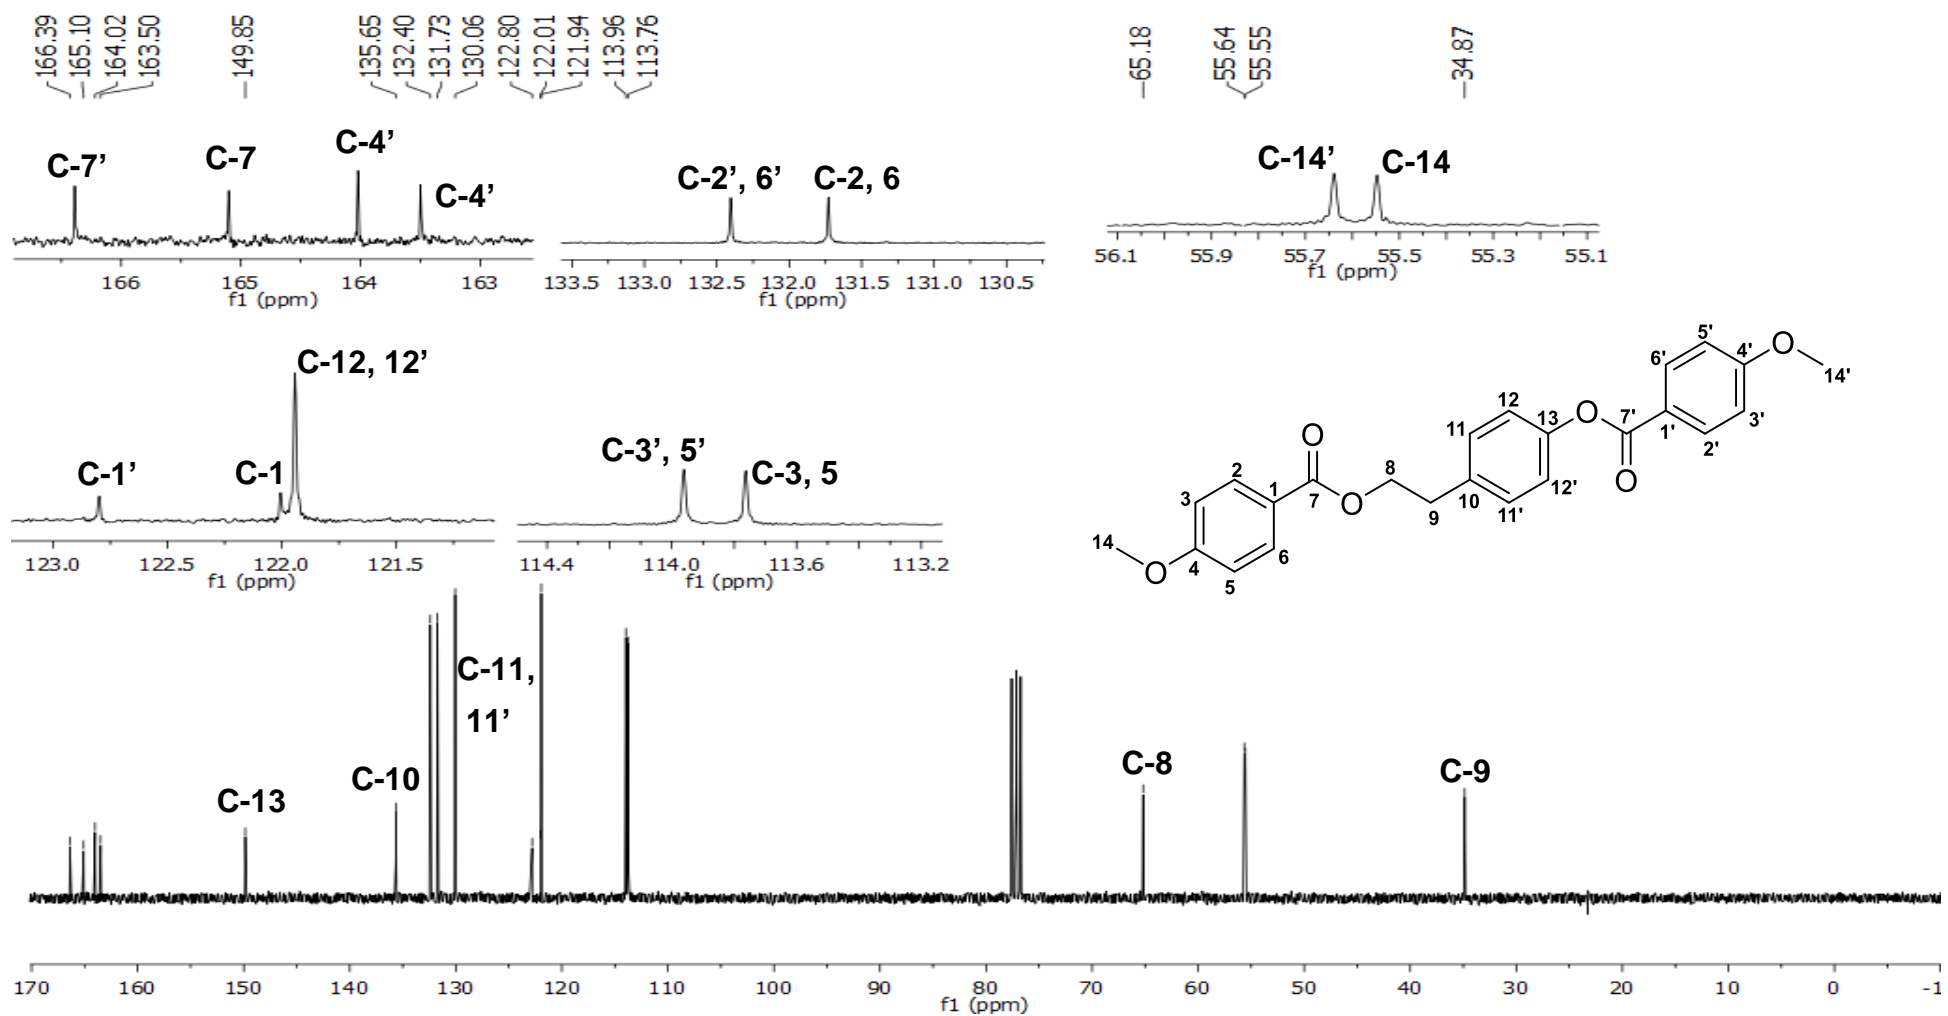 166.39
165.10
164.02
163.50
149.85
135.65
132.40
131.73
130.06
122.80
122.01
121.94
113.96
113.76
65.18
55.64
55.55
34.87
C-7'
C-7
C-4'
C-4'
166 165 164 163
f1 (ppm)
C-2', 6'
C-2, 6
133.5 133.0 132.5 132.0 131.5 131.0 130.5
f1 (ppm)
C-14'
C-14
56.1 55.9 55.7 55.5 55.3 55.1
f1 (ppm)
C-12, 12'
C-1'
C-1
123.0 122.5 122.0 121.5
f1 (ppm)
C-3', 5'
C-3, 5
114.4 114.0 113.6 113.2
f1 (ppm)
5'
6'
4'
O
14'
3'
2'
1'
7'
O
O
12
13
11
12'
11'
10
9
8
O
O
7
1
2
3
4
5
6
14
O
C-11,
11'
C-10
C-13
C-8
C-9
170 160 150 140 130 120 110 100 90 80 70 60 50 40 30 20 10 0 -1
f1 (ppm)